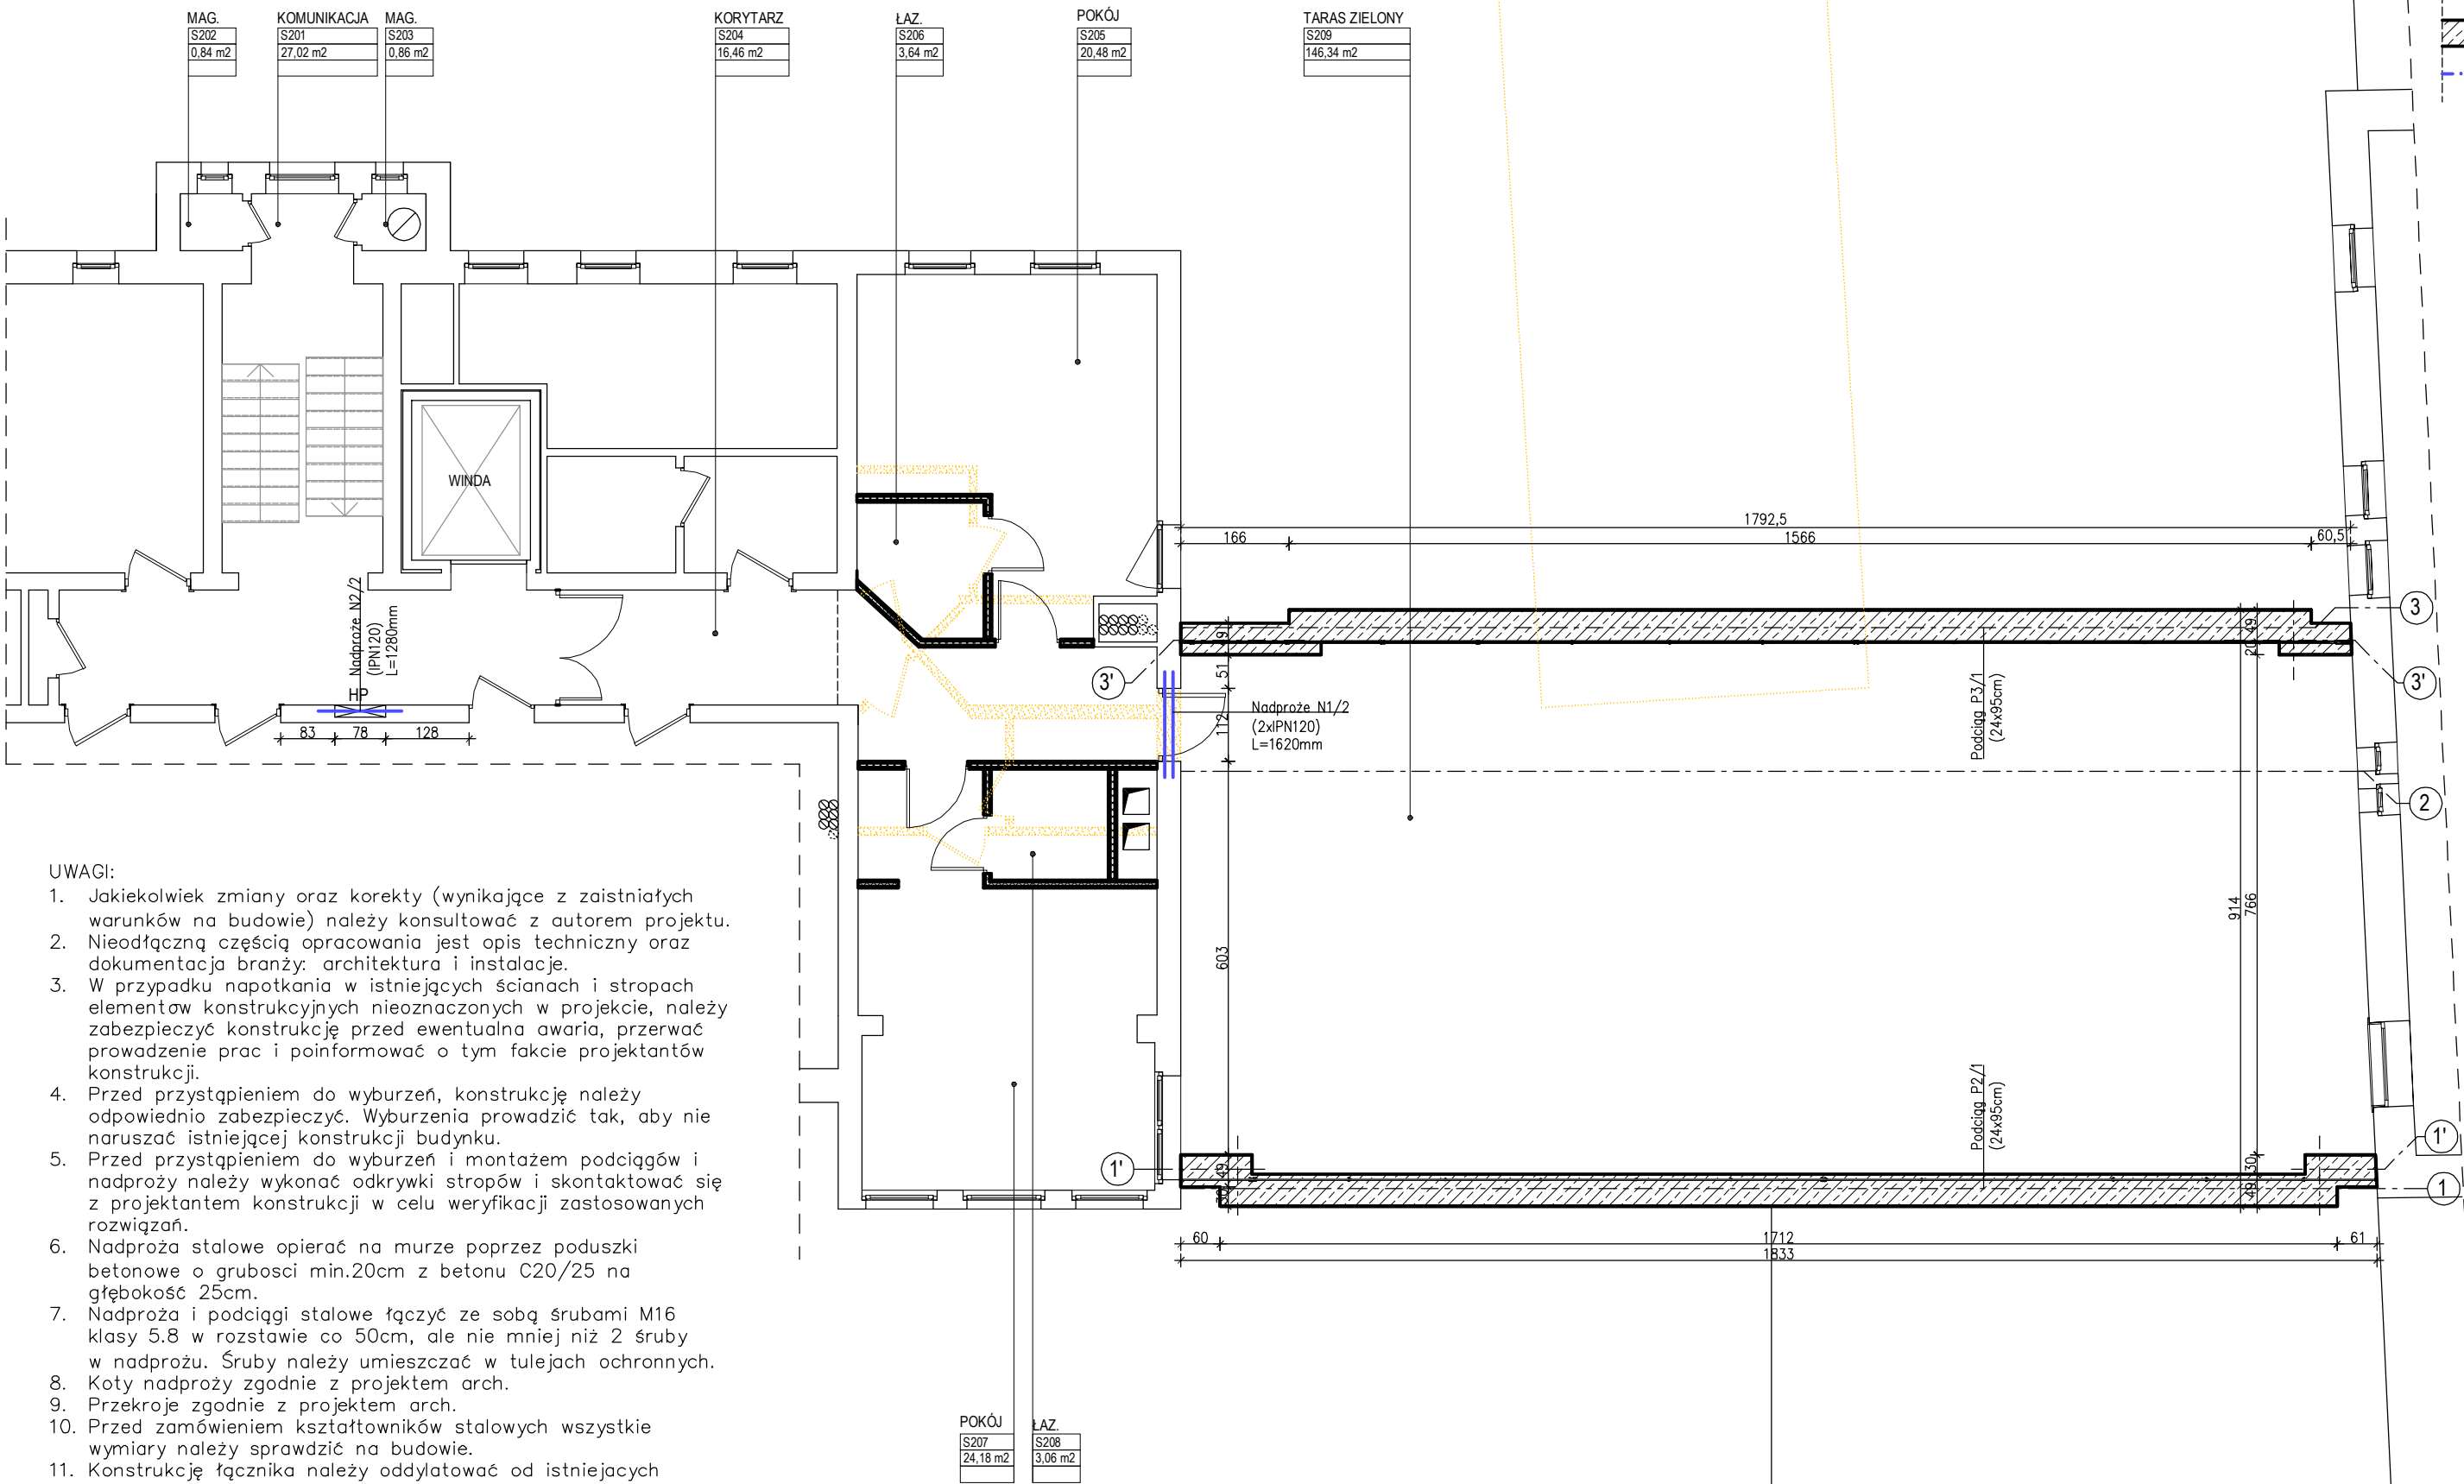 MAG.
S202
0,84 m2
KOMUNIKACJA
S201
27,02 m2
MAG.
S203
0,86 m2
KORYTARZ
S204
16,46 m2
ŁAZ.
S206
3,64 m2
POKÓJ
S205
20,48 m2
TARAS ZIELONY
S209
146,34 m2
WINDA
Nadproże N2/2
(IPN120)
L=1280mm
HP
83
78
128
1792,5
166
1566
60,5
3
49
20
49
51
3'
3'
112
Nadproże N1/2
(2xIPN120)
L=1620mm
Podciąg P3/1
(24x95cm)
2
603
914
766
Podciąg P2/1
(24x95cm)
1'
1'
49
30
30
49
1
60
1712
61
1833
UWAGI:
1. Jakiekolwiek zmiany oraz korekty (wynikające z zaistniałych
warunków na budowie) należy konsultować z autorem projektu.
2. Nieodłączną częścią opracowania jest opis techniczny oraz
dokumentacja branży: architektura i instalacje.
3. W przypadku napotkania w istniejących ścianach i stropach
elementów konstrukcyjnych nieoznaczonych w projekcie, należy
zabezpieczyć konstrukcję przed ewentualna awaria, przerwać
prowadzenie prac i poinformować o tym fakcie projektantów
konstrukcji.
4. Przed przystąpieniem do wyburzeń, konstrukcję należy
odpowiednio zabezpieczyć. Wyburzenia prowadzić tak, aby nie
naruszać istniejącej konstrukcji budynku.
5. Przed przystąpieniem do wyburzeń i montażem podciągów i
nadproży należy wykonać odkrywki stropów i skontaktować się
z projektantem konstrukcji w celu weryfikacji zastosowanych
rozwiązań.
6. Nadproża stalowe opierać na murze poprzez poduszki
betonowe o grubosci min.20cm z betonu C20/25 na
głębokość 25cm.
7. Nadproża i podciągi stalowe łączyć ze sobą śrubami M16
klasy 5.8 w rozstawie co 50cm, ale nie mniej niż 2 śruby
w nadprożu. Śruby należy umieszczać w tulejach ochronnych.
8. Koty nadproży zgodnie z projektem arch.
9. Przekroje zgodnie z projektem arch.
10. Przed zamówieniem kształtowników stalowych wszystkie
wymiary należy sprawdzić na budowie.
11. Konstrukcję łącznika należy oddylatować od istniejacych
POKÓJ
S207
24,18 m2
ŁAZ.
S208
3,06 m2